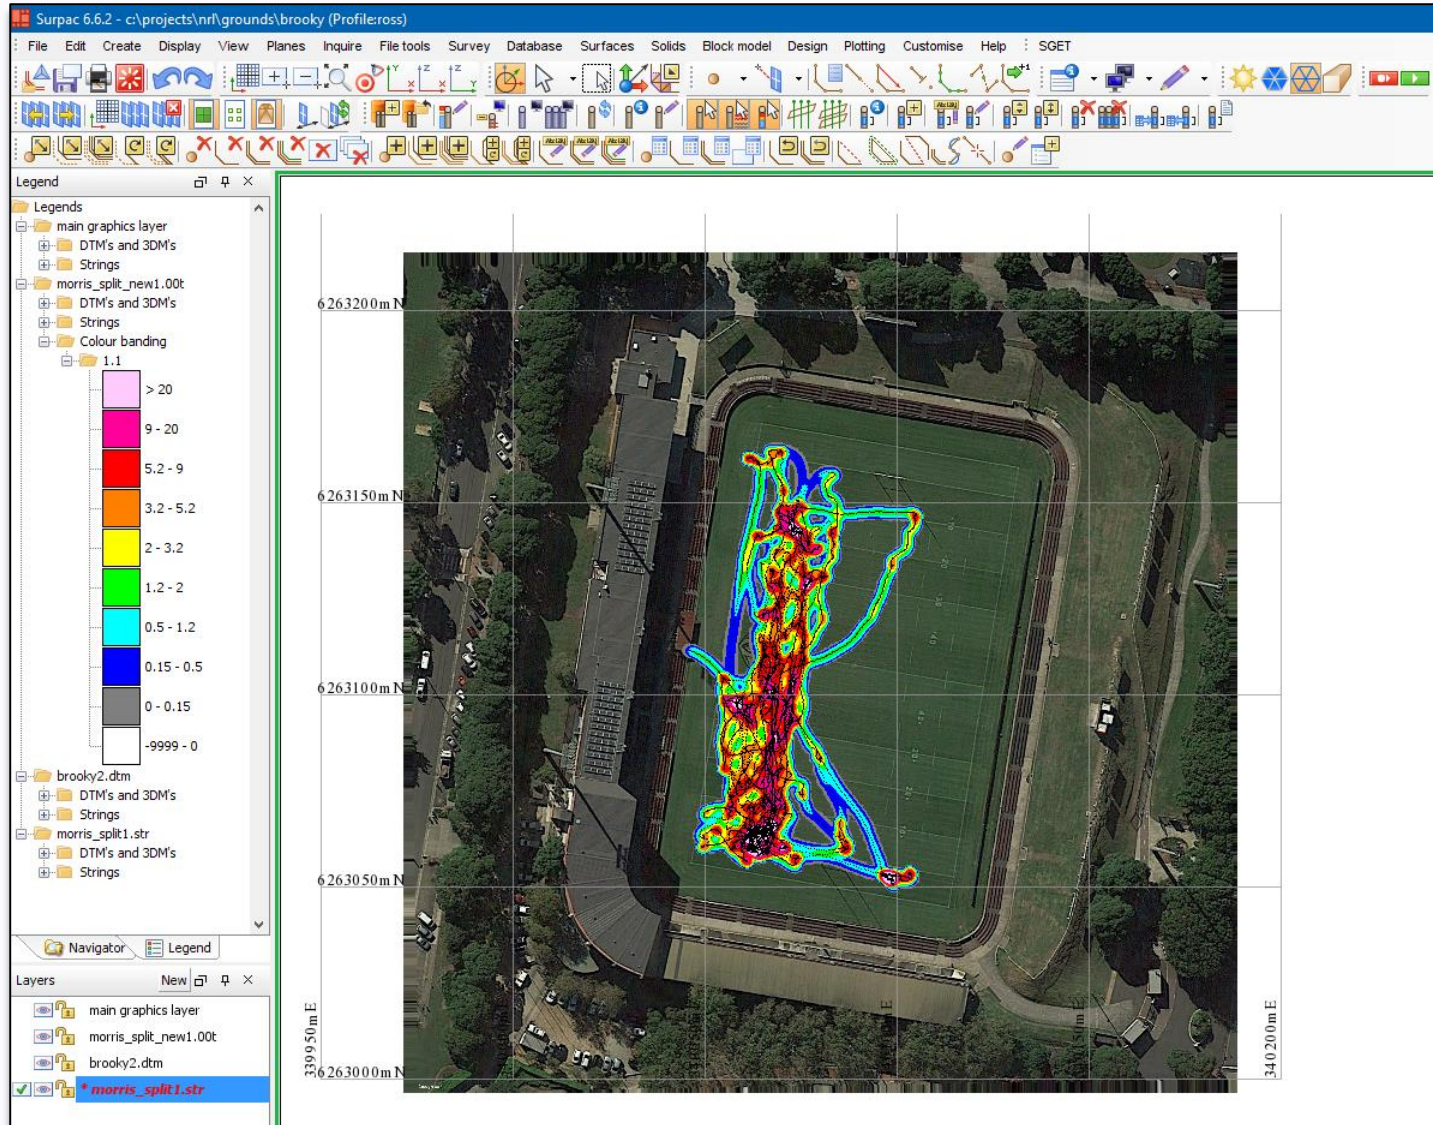 Surpac 6.6.2 - c:\projects\nrl\grounds\brooky (Profile:ross)
File Edit Create Display View Planes Inquire File tools Survey Database Surfaces Solids Block model Design Plotting Customise Help SGET
Legend
Legends
main graphics layer
DTM's and 3DM's
Strings
morris_split_new1.00t
DTM's and 3DM's
Strings
Colour banding
1.1
> 20
9 - 20
5.2 - 9
3.2 - 5.2
2 - 3.2
1.2 - 2
0.5 - 1.2
0.15 - 0.5
0 - 0.15
-9999 - 0
brooky2.dtm
DTM's and 3DM's
Strings
morris_split1.str
DTM's and 3DM's
Strings
Navigator Legend
Layers New
main graphics layer
morris_split_new1.00t
brooky2.dtm
* morris_split1.str
6263200m N
6263150m N
6263100m N
6263050m N
6263000m N
339950m E
340200m E